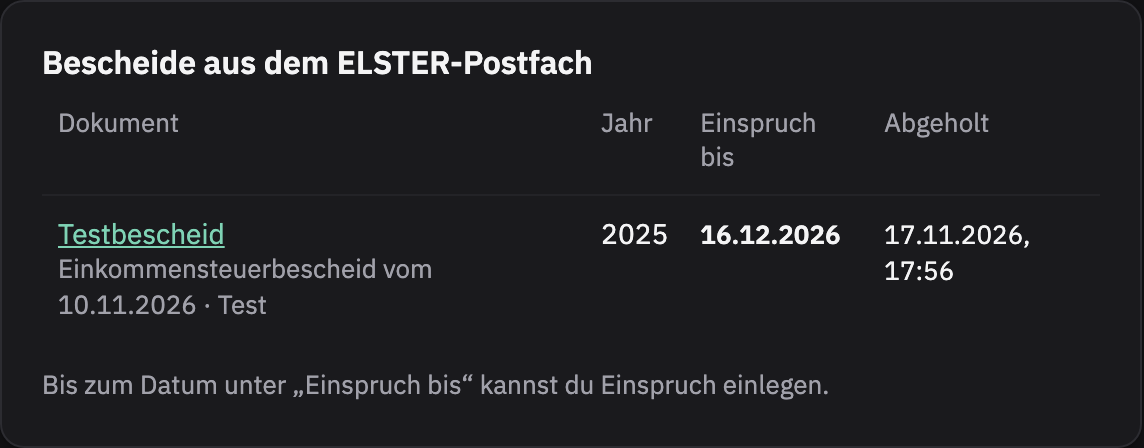 Bescheide aus dem ELSTER-Postfach
Dokument Jahr Einspruch bis Abgeholt
Testbescheid 2025 16.12.2026 17.11.2026, 17:56
Einkommensteuerbescheid vom
10.11.2026 · Test
Bis zum Datum unter „Einspruch bis“ kannst du Einspruch einlegen.